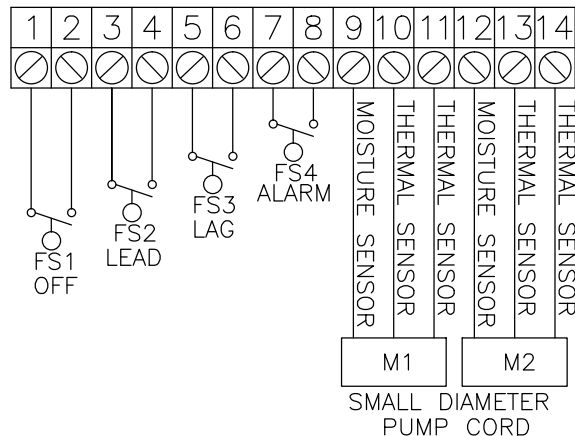 1 2 3 4 5 6 7 8 9 10 11 12 13 14
FS1
OFF
FS2
LEAD
FS3
LAG
FS4
ALARM
MOISTURE SENSOR
THERMAL SENSOR
THERMAL SENSOR
MOISTURE SENSOR
THERMAL SENSOR
THERMAL SENSOR
M1
M2
SMALL DIAMETER
PUMP CORD